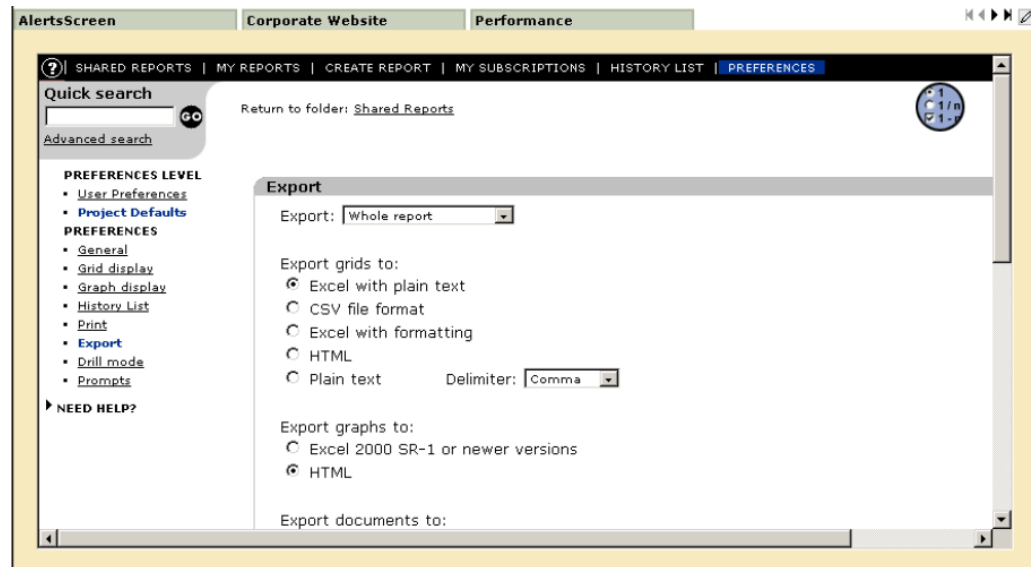 AlertsScreen Corporate Website Performance
? | SHARED REPORTS | MY REPORTS | CREATE REPORT | MY SUBSCRIPTIONS | HISTORY LIST | PREFERENCES
Quick search
GO
Advanced search
Return to folder: Shared Reports
1
1/n
PREFERENCES LEVEL
User Preferences
Project Defaults
PREFERENCES
General
Grid display
Graph display
History List
Print
Export
Drill mode
Prompts
NEED HELP?
Export
Export: Whole report
Export grids to:
Excel with plain text
CSV file format
Excel with formatting
HTML
Plain text Delimiter: Comma
Export graphs to:
Excel 2000 SR-1 or newer versions
HTML
Export documents to: